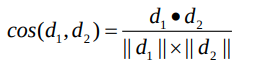 cos(d₁,d₂) = d₁ • d₂ / || d₁ || × || d₂ ||